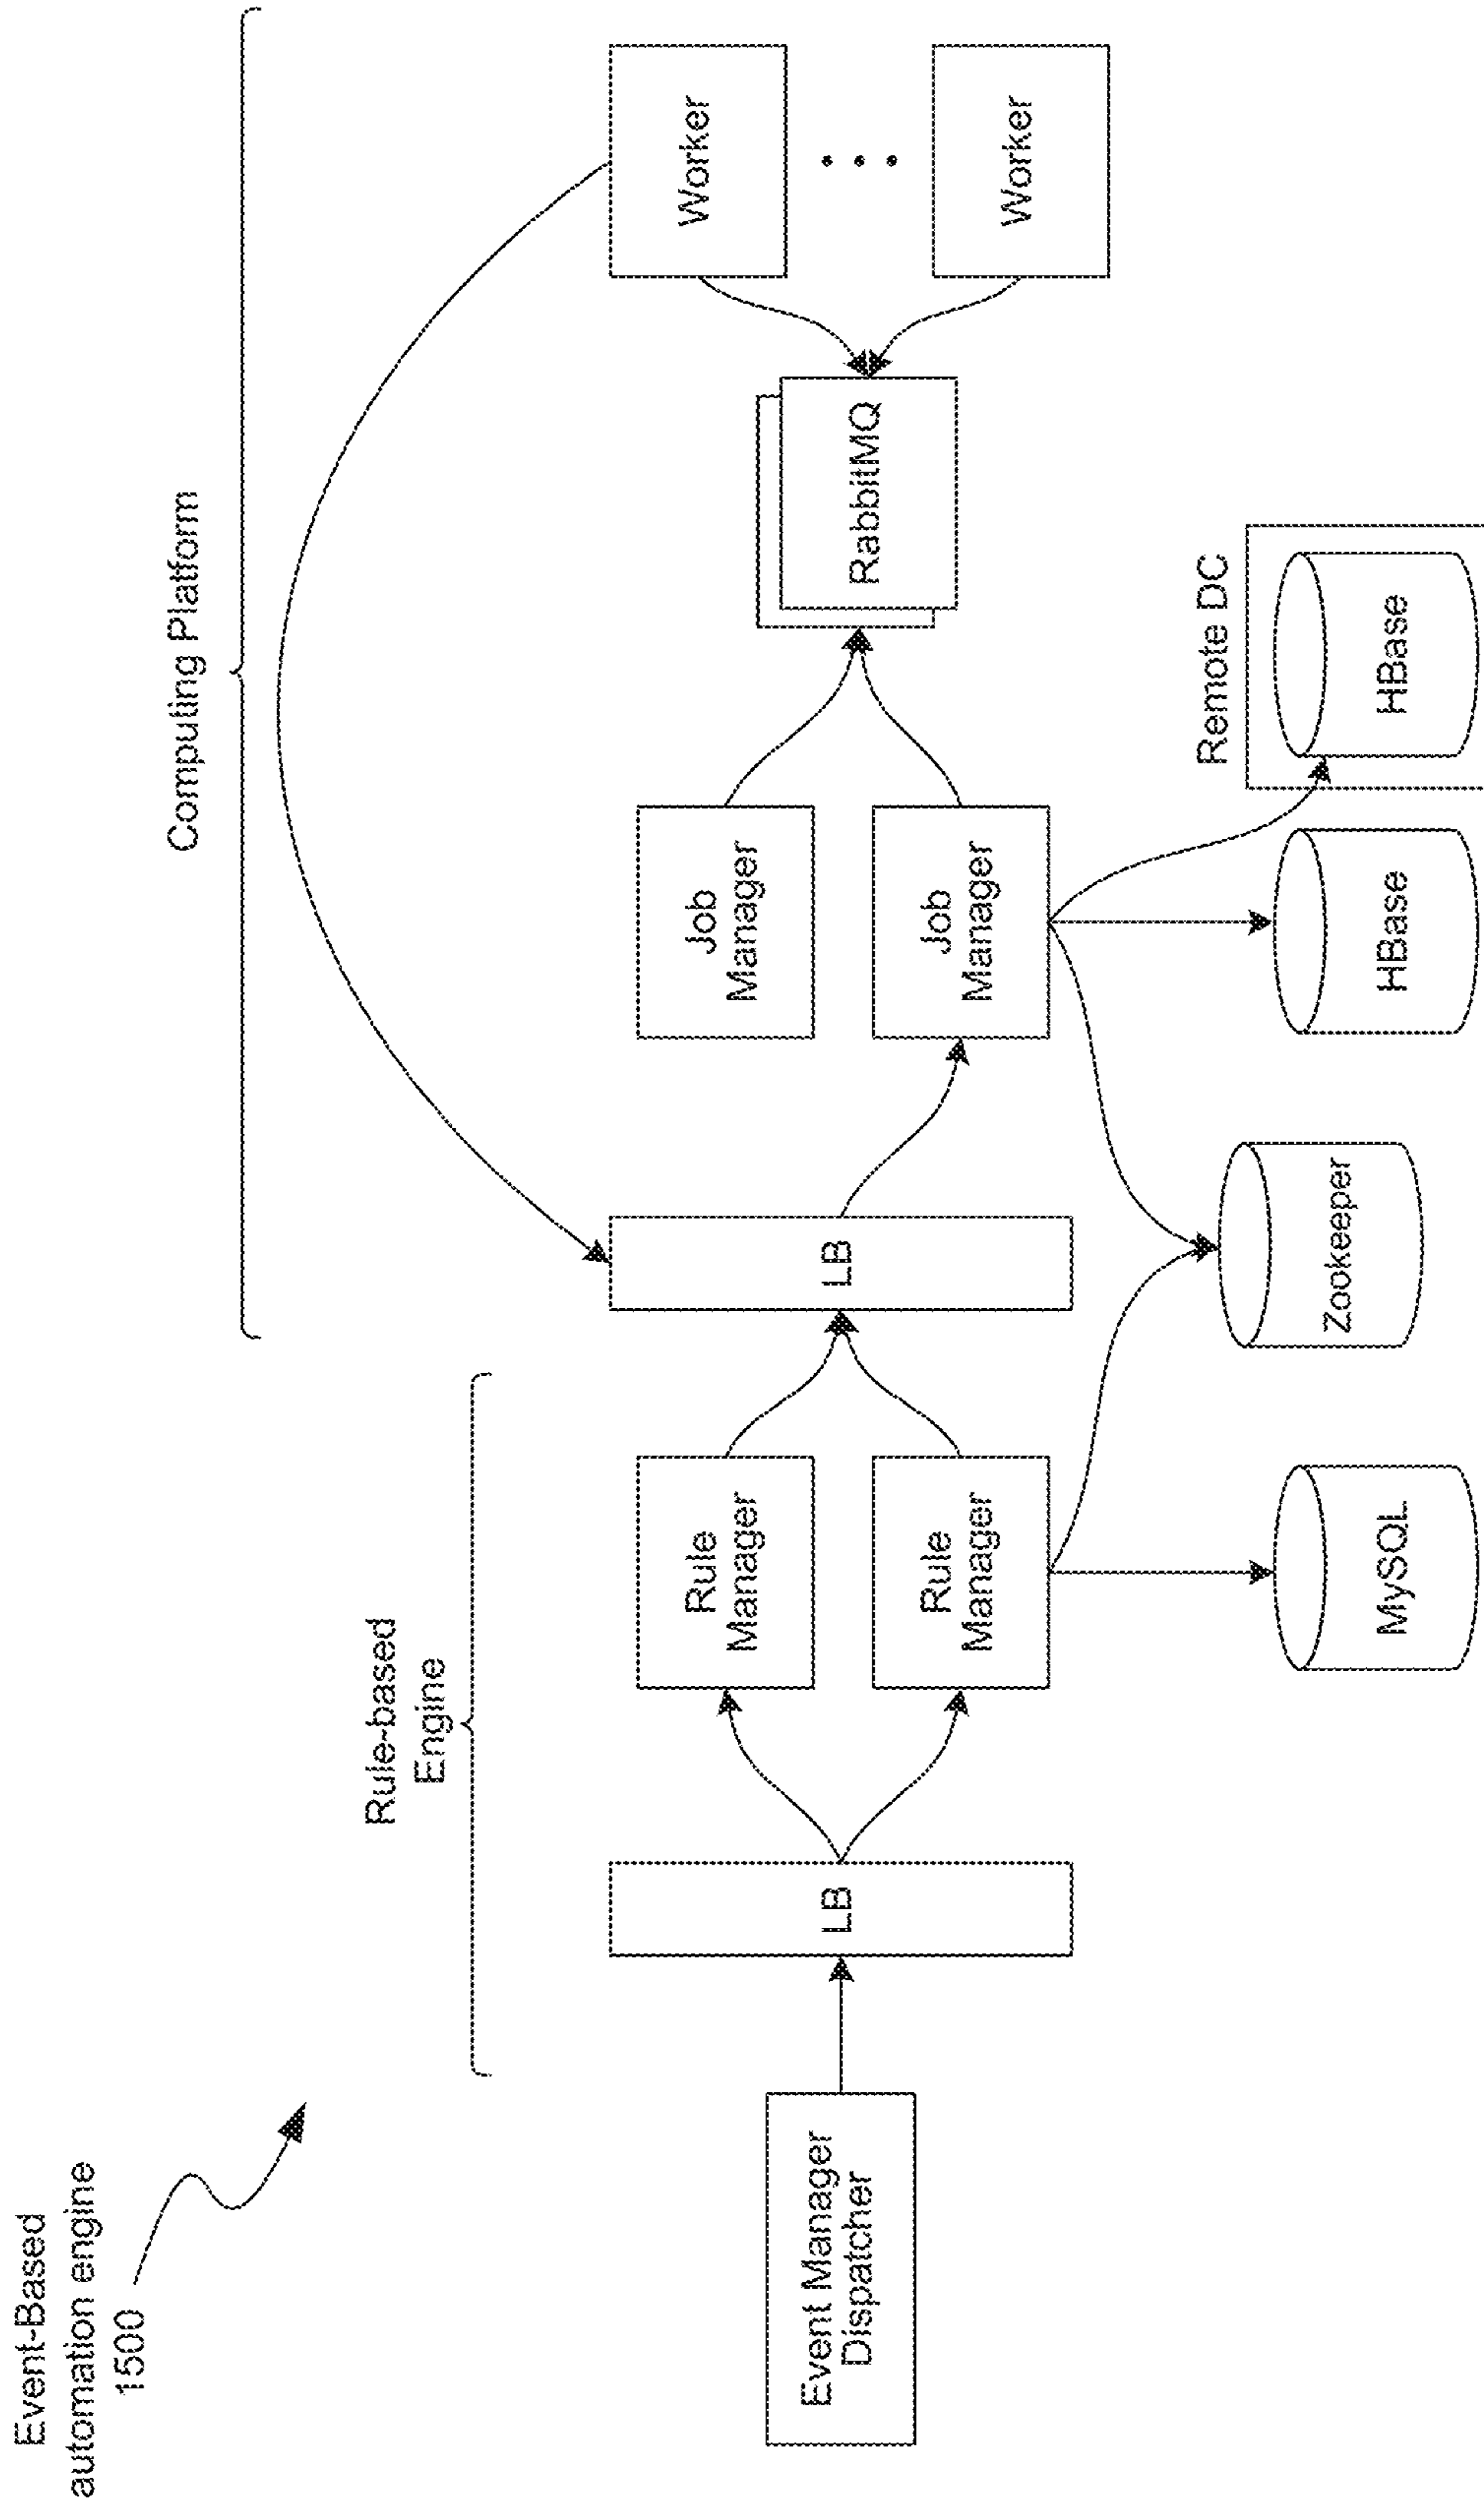 Event-Based
automation engine
1500
Rule-based
Engine
Computing Platform
Event Manager
Dispatcher
LB
Rule
Manager
Rule
Manager
LB
Job
Manager
Job
Manager
RabbitMQ
Worker
Worker
MySQL
Zookeeper
HBase
Remote DC
HBase